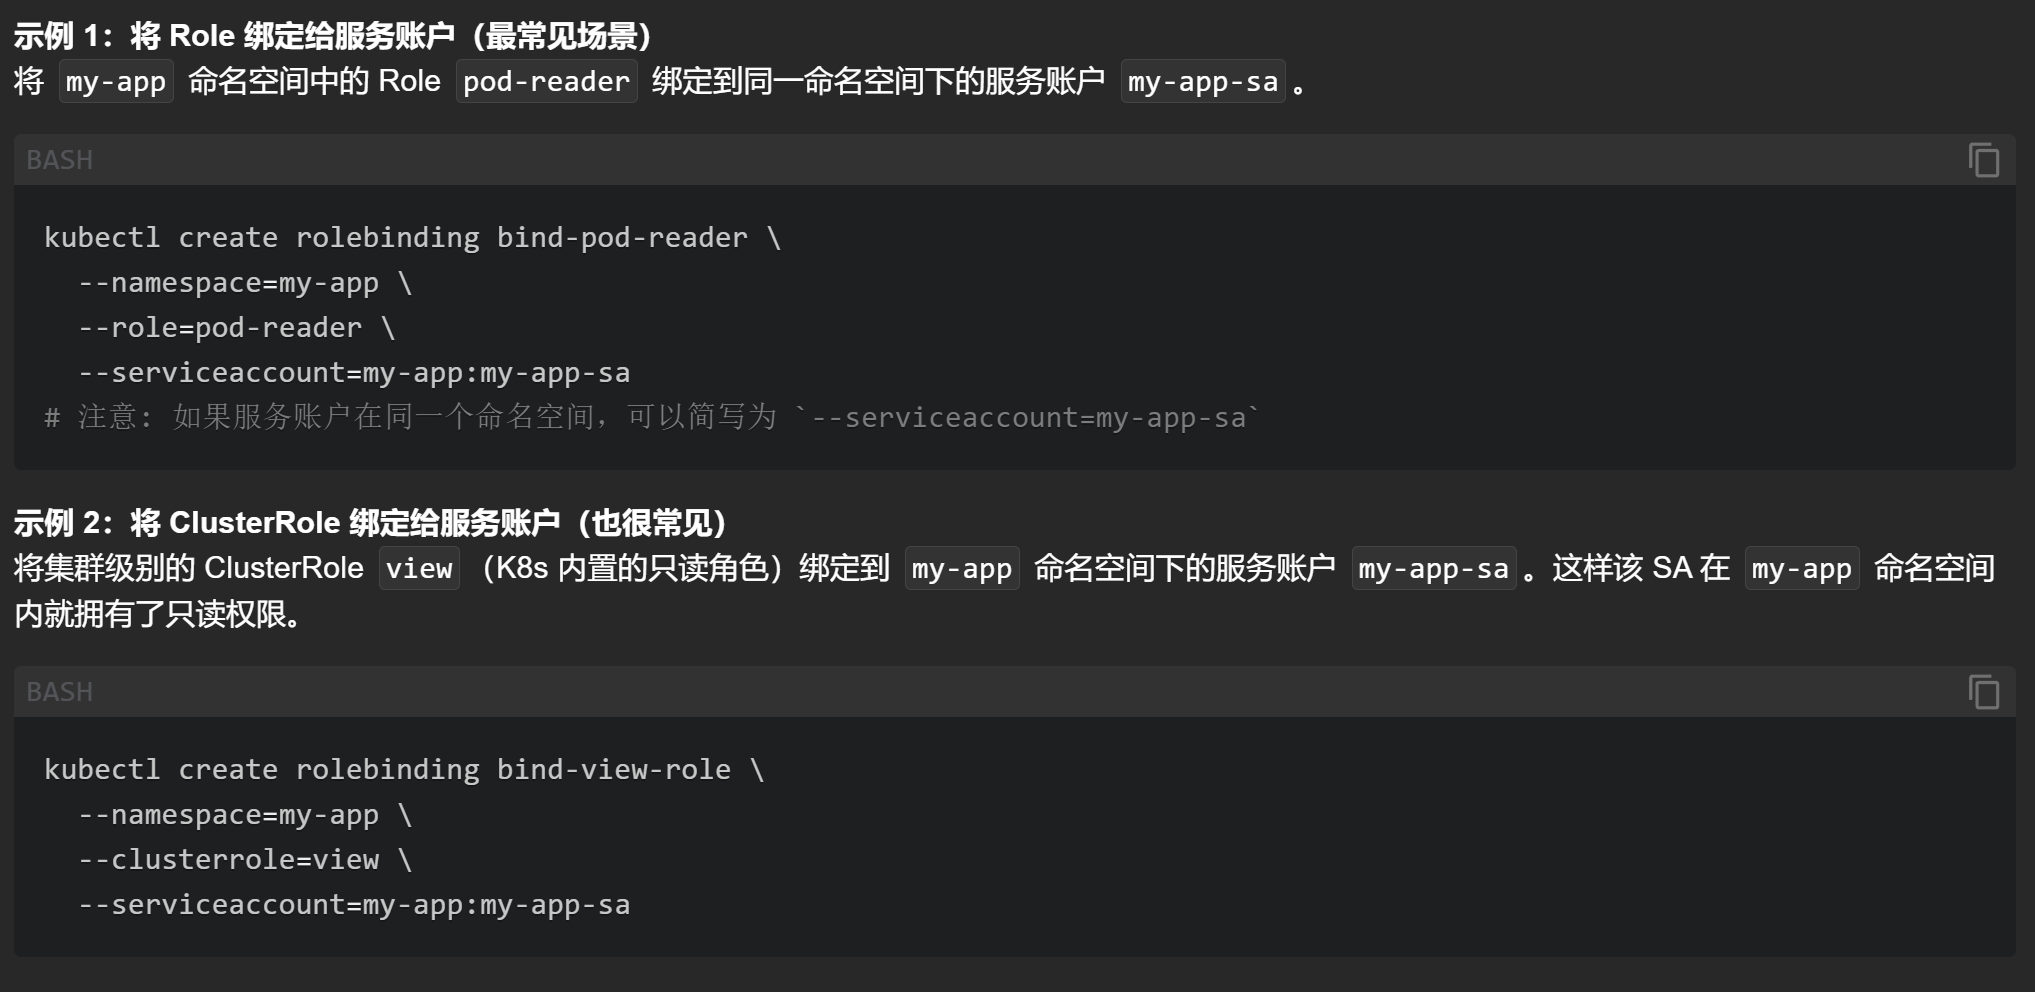 示例 1：将 Role 绑定给服务账户（最常见场景）
将 my-app 命名空间中的 Role pod-reader 绑定到同一命名空间下的服务账户 my-app-sa 。
BASH
kubectl create rolebinding bind-pod-reader \
  --namespace=my-app \
  --role=pod-reader \
  --serviceaccount=my-app:my-app-sa
# 注意: 如果服务账户在同一个命名空间，可以简写为 `--serviceaccount=my-app-sa`
示例 2：将 ClusterRole 绑定给服务账户（也很常见）
将集群级别的 ClusterRole view （K8s 内置的只读角色）绑定到 my-app 命名空间下的服务账户 my-app-sa 。这样该 SA 在 my-app 命名空间
内就拥有了只读权限。
BASH
kubectl create rolebinding bind-view-role \
  --namespace=my-app \
  --clusterrole=view \
  --serviceaccount=my-app:my-app-sa